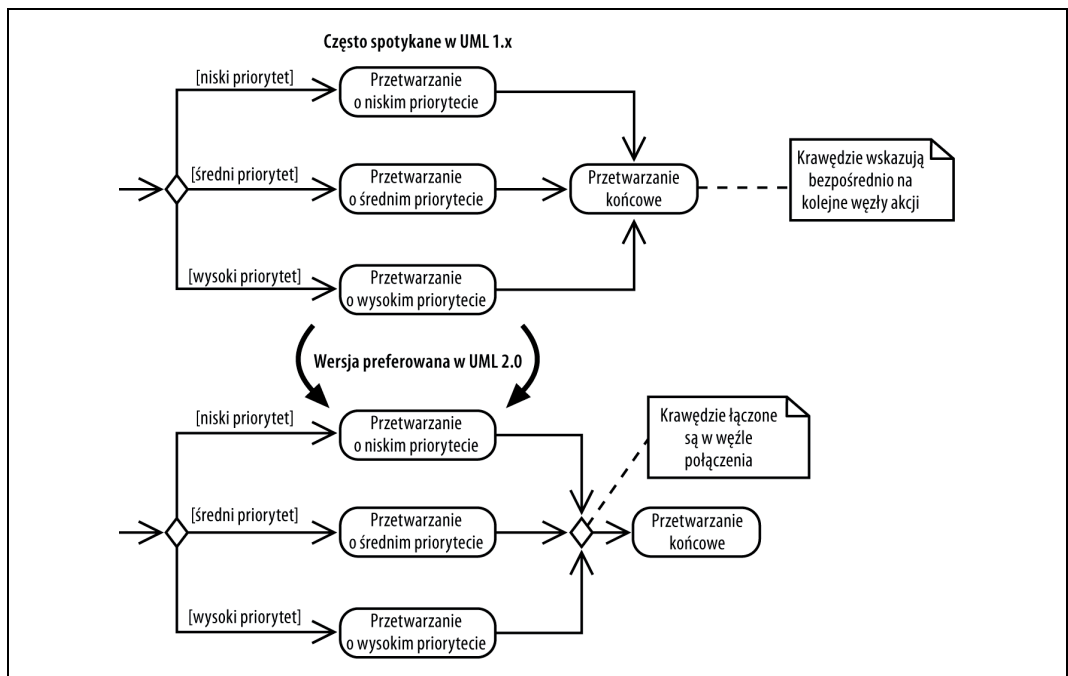 Często spotykane w UML 1.x
[niski priorytet]
Przetwarzanie
o niskim priorytecie
[średni priorytet]
Przetwarzanie
o średnim priorytecie
Przetwarzanie
końcowe
Krawędzie wskazują
bezpośrednio na
kolejne węzły akcji
[wysoki priorytet]
Przetwarzanie
o wysokim priorytecie
Wersja preferowana w UML 2.0
[niski priorytet]
Przetwarzanie
o niskim priorytecie
Krawędzie łączone
są w węźle
połączenia
[średni priorytet]
Przetwarzanie
o średnim priorytecie
Przetwarzanie
końcowe
[wysoki priorytet]
Przetwarzanie
o wysokim priorytecie